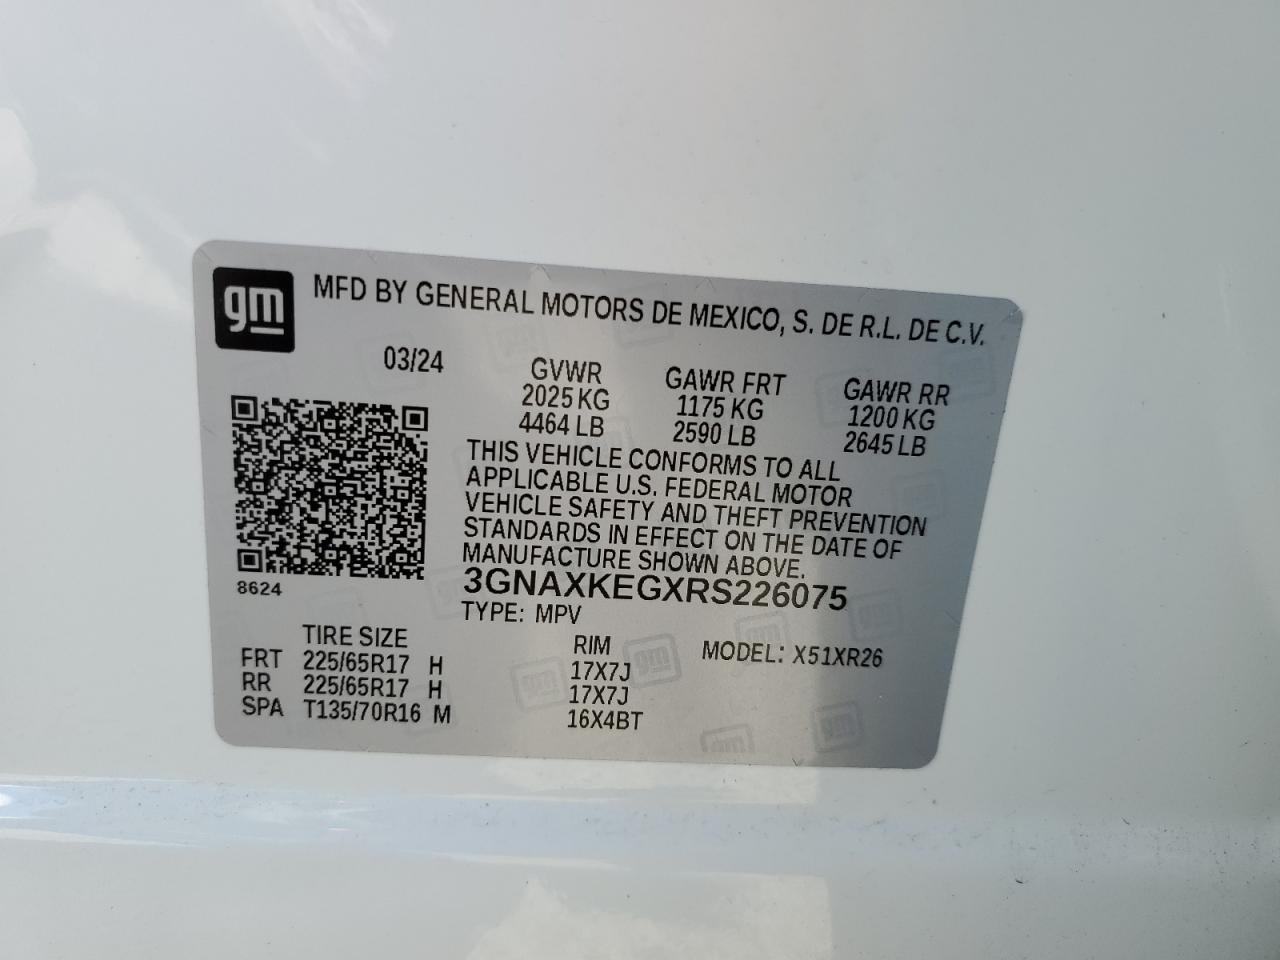 gm
MFD BY GENERAL MOTORS DE MEXICO, S. DE R.L. DE C.V.
03/24
GVWR GAWR FRT GAWR RR
2025 KG 1175 KG 1200 KG
4464 LB 2590 LB 2645 LB
THIS VEHICLE CONFORMS TO ALL
APPLICABLE U.S. FEDERAL MOTOR
VEHICLE SAFETY AND THEFT PREVENTION
STANDARDS IN EFFECT ON THE DATE OF
MANUFACTURE SHOWN ABOVE.
3GNAXKEGXRS226075
8624
TYPE: MPV
TIRE SIZE RIM MODEL: X51XR26
FRT 225/65R17 H 17X7J
RR 225/65R17 H 17X7J
SPA T135/70R16 M 16X4BT